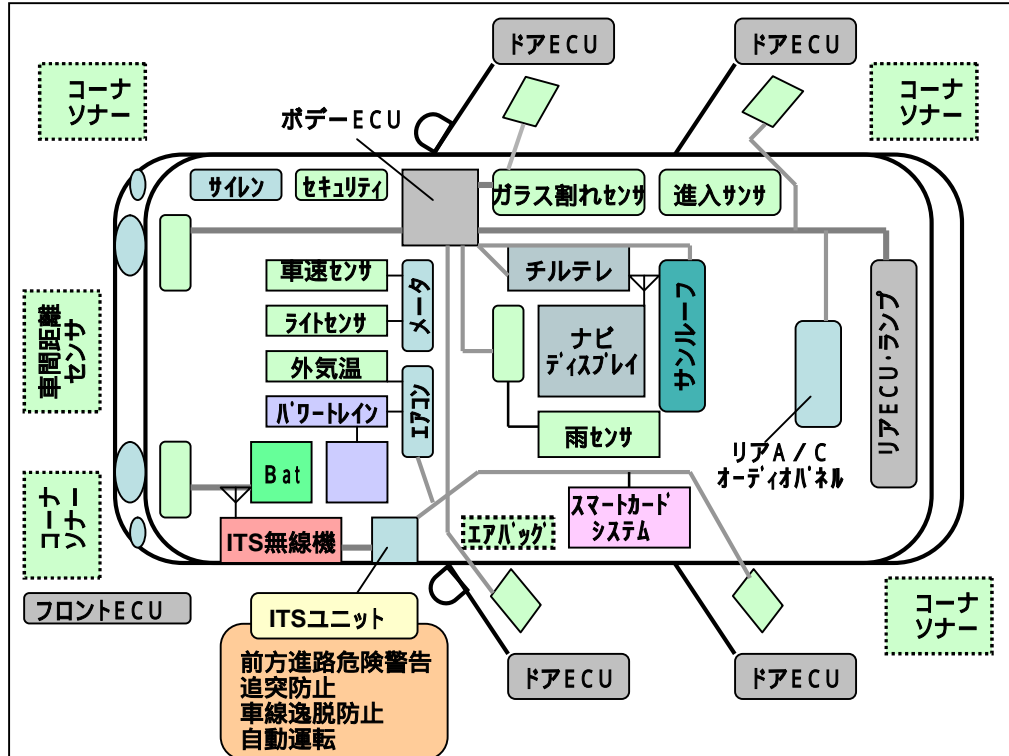 ドアECU
ドアECU
コーナ
ソナー
コーナ
ソナー
ボデーECU
サイレン
セキュリティ
ガラス割れセンサ
進入サンサ
車速センサ
メータ
チルテレ
サンルーフ
ライトセンサ
ナビ
ディスプレイ
車間距離
センサ
外気温
エアコン
パワートレイン
リアECU・ランプ
雨センサ
リアA/C
オーディオパネル
Bat
コーナ
ソナー
スマートカード
システム
エアバッグ
ITS無線機
フロントECU
ITSユニット
コーナ
ソナー
前方進路危険警告
追突防止
車線逸脱防止
自動運転
ドアECU
ドアECU